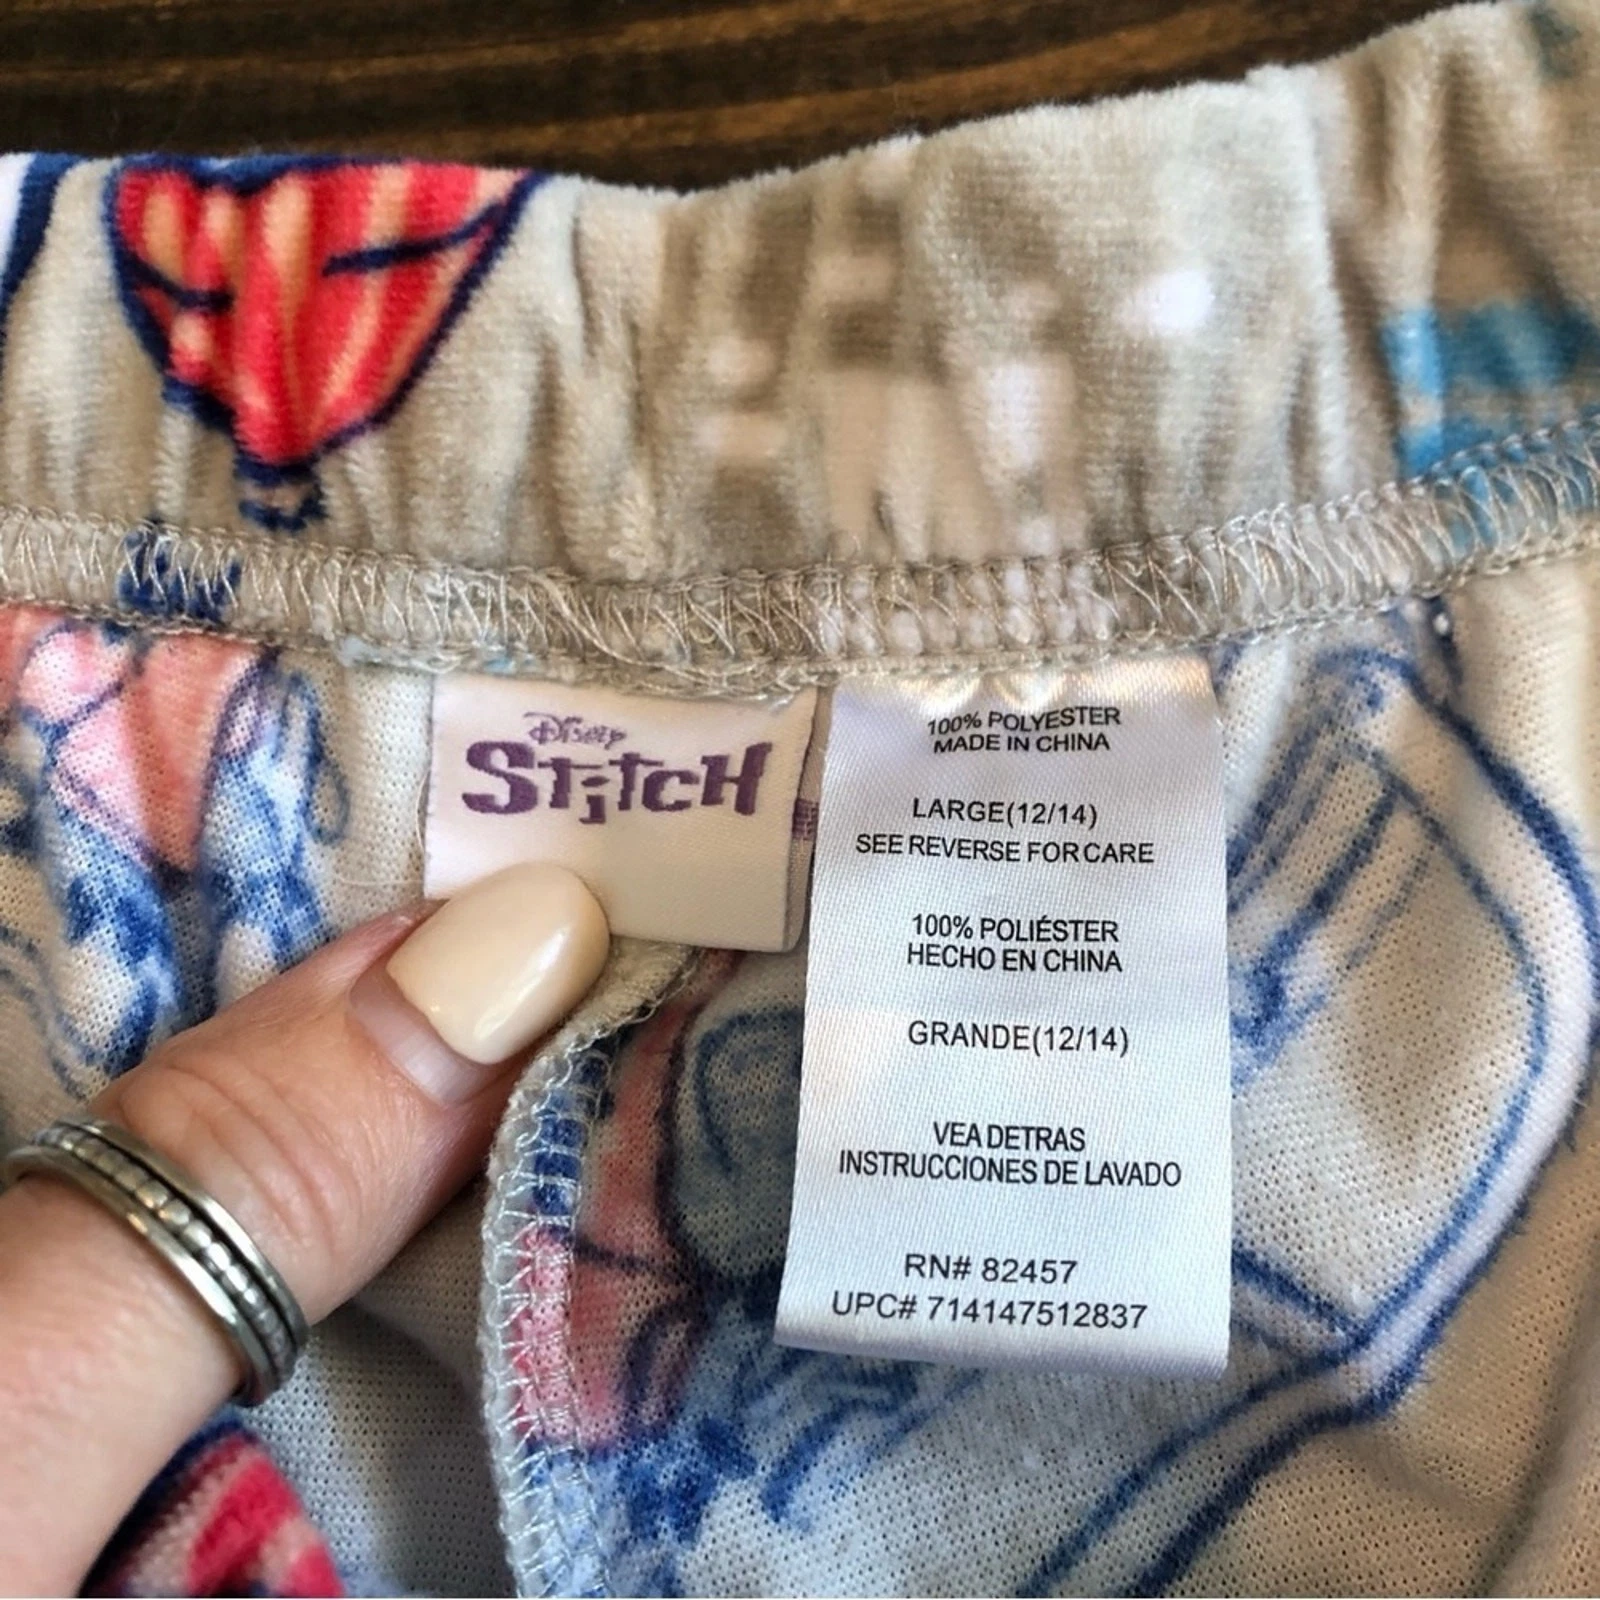 Disney
STiTCH
100% POLYESTER
MADE IN CHINA
LARGE(12/14)
SEE REVERSE FOR CARE
100% POLIÉSTER
HECHO EN CHINA
GRANDE(12/14)
VEA DETRAS
INSTRUCCIONES DE LAVADO
RN# 82457
UPC# 714147512837